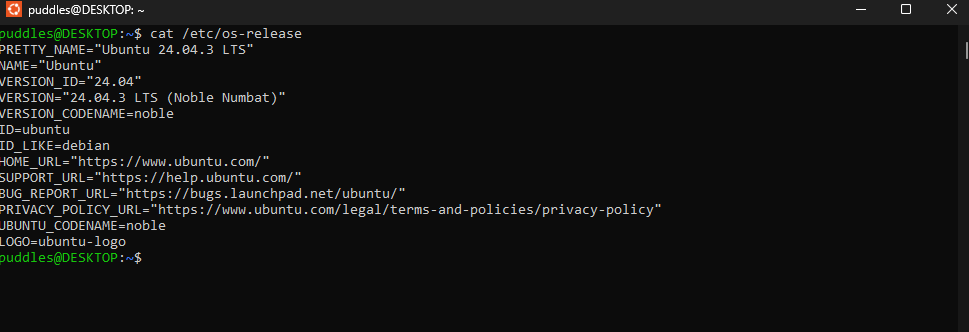 puddles@DESKTOP: ~
puddles@DESKTOP:~$ cat /etc/os-release
PRETTY_NAME="Ubuntu 24.04.3 LTS"
NAME="Ubuntu"
VERSION_ID="24.04"
VERSION="24.04.3 LTS (Noble Numbat)"
VERSION_CODENAME=noble
ID=ubuntu
ID_LIKE=debian
HOME_URL="https://www.ubuntu.com/"
SUPPORT_URL="https://help.ubuntu.com/"
BUG_REPORT_URL="https://bugs.launchpad.net/ubuntu/"
PRIVACY_POLICY_URL="https://www.ubuntu.com/legal/terms-and-policies/privacy-policy"
UBUNTU_CODENAME=noble
LOGO=ubuntu-logo
puddles@DESKTOP:~$